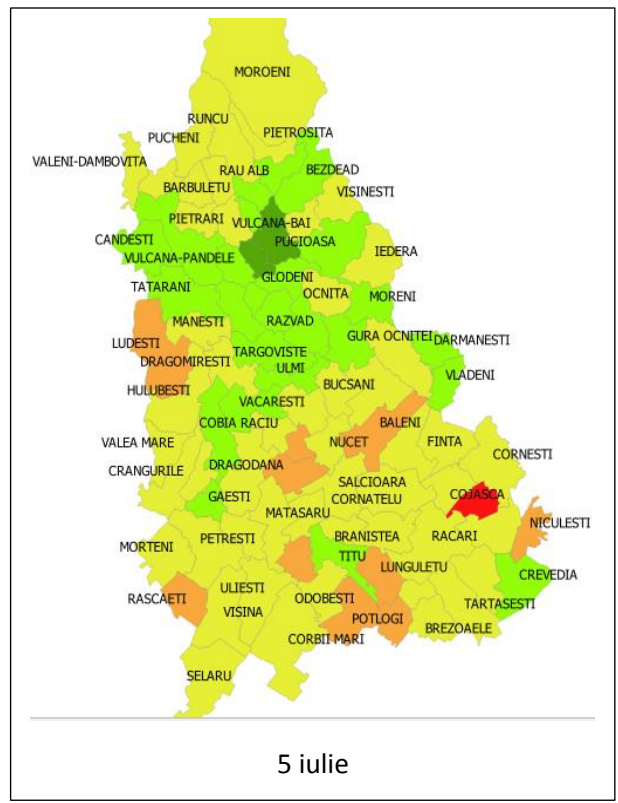 MOROENI
RUNCU
PUCHENI
PIETROSITA
VALENI-DAMBOVITA
RAU ALB
BEZDEAD
BARBULETU
VISINESTI
PIETRARI
VULCANA-BAI
CANDESTI
PUCIOASA
IEDERA
VULCANA-PANDELE
GLODENI
TATARANI
OCNITA
MORENI
MANESTI
RAZVAD
GURA OCNITEI
DARMANESTI
LUDESTI
TARGOVISTE
DRAGOMIRESTI
ULMI
VLADENI
HULUBESTI
BUCSANI
VACARESTI
COBIA
RACIU
BALENI
VALEA MARE
NUCET
FINTA
CORNESTI
CRANGURILE
DRAGODANA
SALCIOARA
GAESTI
CORNATELU
COJASCA
MATASARU
NICULESTI
MORTENI
PETRESTI
BRANISTEA
RACARI
TITU
LUNGULETU
CREVEDIA
RASCAETI
ULIESTI
ODOBESTI
TARTASESTI
VISINA
POTLOGI
BREZOAELE
CORBII MARI
SELARU
5 iulie